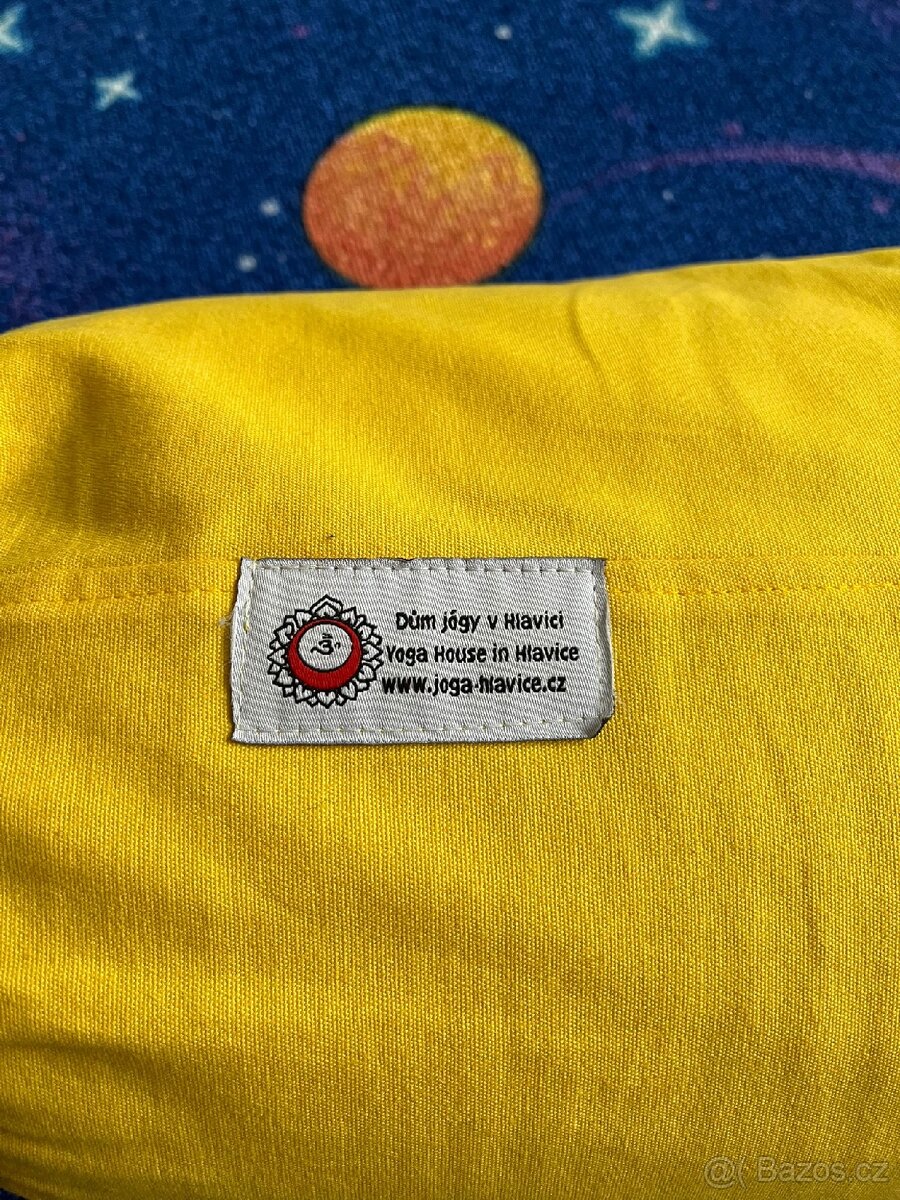 Dům jógy v Hlavici
Yoga House in Hlavice
www.joga-hlavice.cz
ॐ
@( Bazos.cz